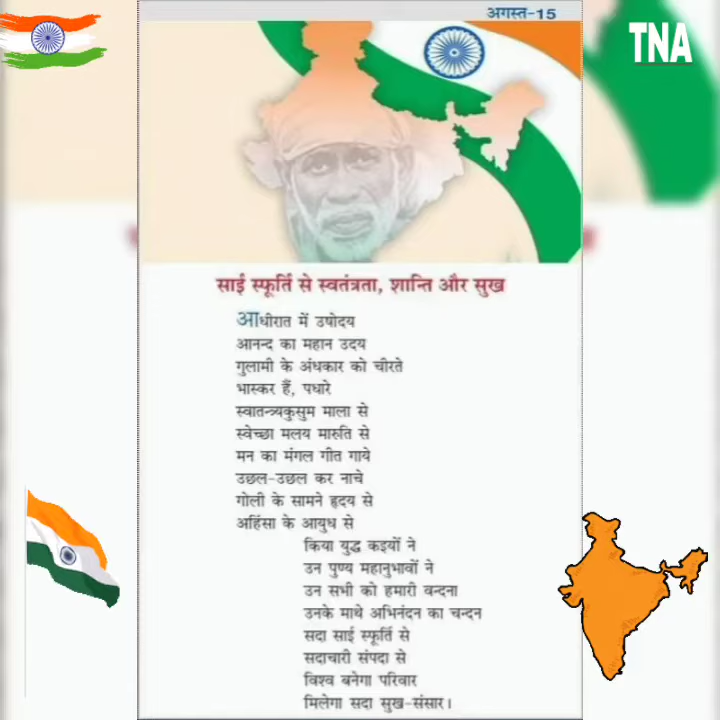 अगस्त-15
TNA
साई स्फूर्ति से स्वतंत्रता, शान्ति और सुख
आधीरात में उषोदय
आनन्द का महान उदय
गुलामी के अंधकार को चीरते
भास्कर हैं, पधारे
स्वातन्त्र्यकुसुम माला से
स्वेच्छा मलय मारुति से
मन का मंगल गीत गाये
उछल-उछल कर नाचे
गोली के सामने हृदय से
अहिंसा के आयुध से
किया युद्ध कइयों ने
उन पुण्य महानुभावों ने
उन सभी को हमारी वन्दना
उनके माथे अभिनंदन का चन्दन
सदा साई स्फूर्ति से
सदाचारी संपदा से
विश्व बनेगा परिवार
मिलेगा सदा सुख-संसार।